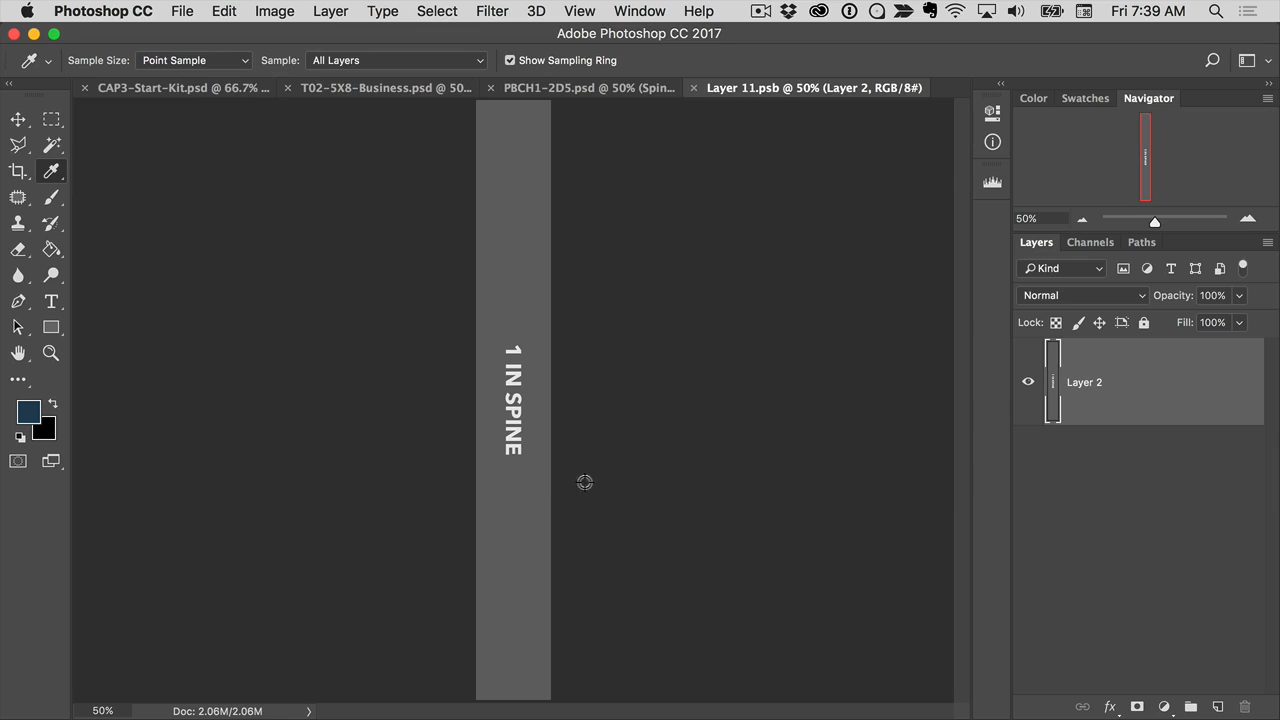 Photoshop CC File Edit Image Layer Type Select Filter 3D View Window Help Fri 7:39 AM
Adobe Photoshop CC 2017
Sample Size: Point Sample Sample: All Layers Show Sampling Ring
CAP3-Start-Kit.psd @ 66.7% ... T02-5X8-Business.psd @ 50... PBCH1-2D5.psd @ 50% (Spin... Layer 11.psb @ 50% (Layer 2, RGB/8#)
Color Swatches Navigator
50%
Layers Channels Paths
Kind
Normal Opacity: 100%
Lock: Fill: 100%
Layer 2
1 IN SPINE
50% Doc: 2.06M/2.06M